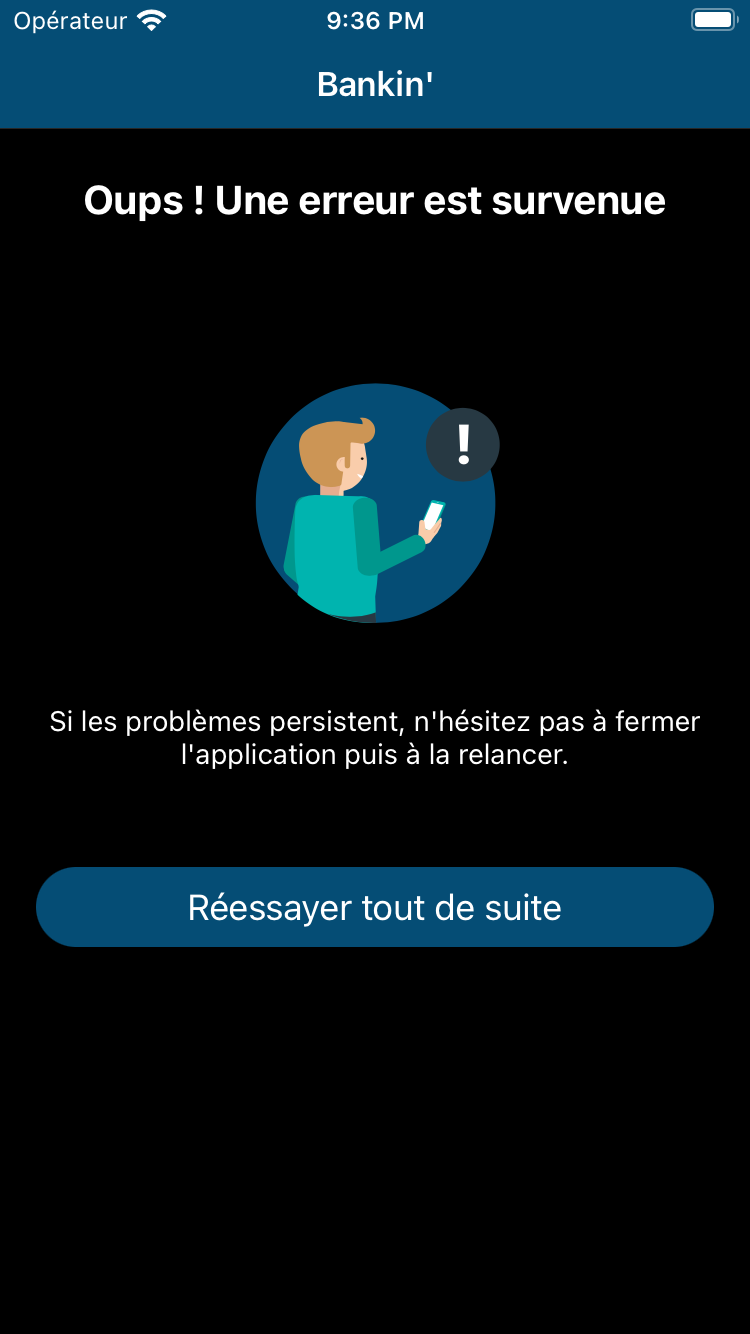 Opérateur 9:36 PM
Bankin'
Oups ! Une erreur est survenue
!
Si les problèmes persistent, n'hésitez pas à fermer
l'application puis à la relancer.
Réessayer tout de suite